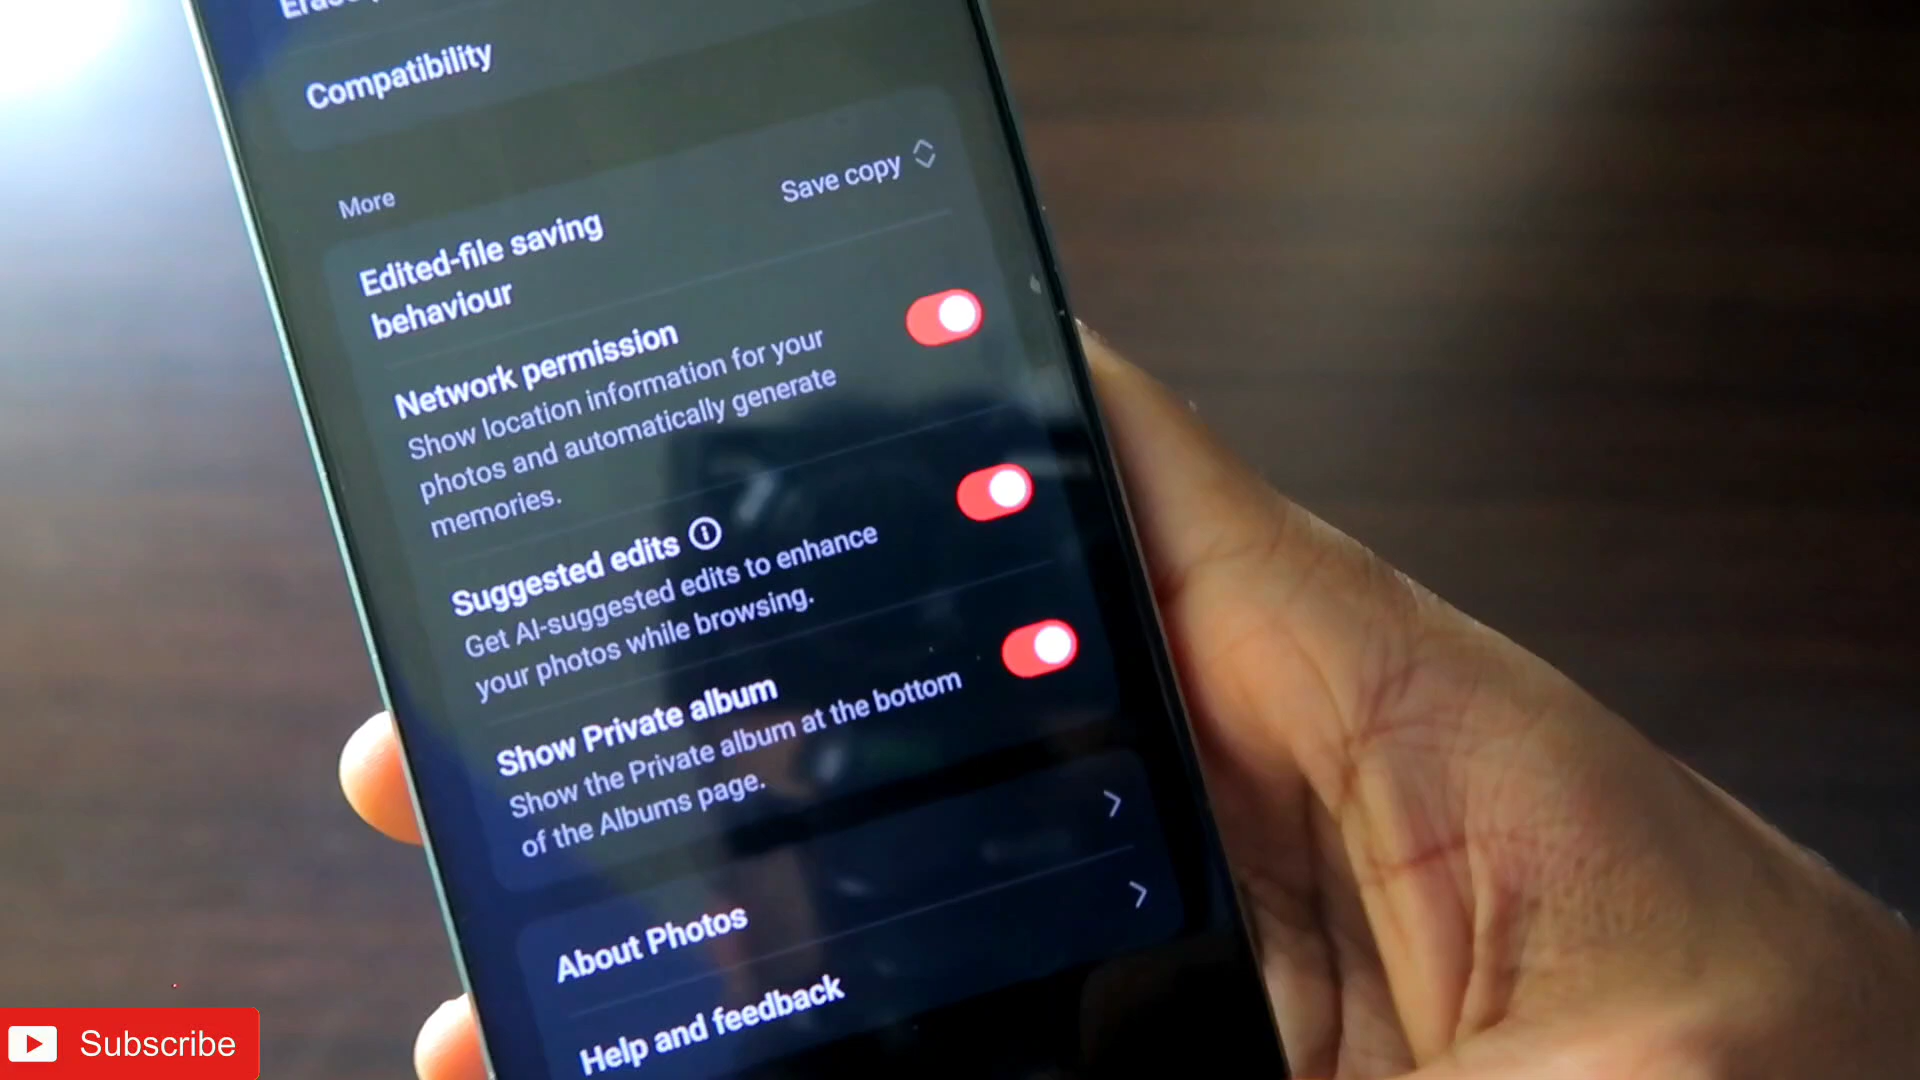 Compatibility
More
Edited-file saving
behaviour
Save copy
Network permission
Show location information for your
photos and automatically generate
memories.
Suggested edits
Get AI-suggested edits to enhance
your photos while browsing.
Show Private album
Show the Private album at the bottom
of the Albums page.
About Photos
Help and feedback
Subscribe